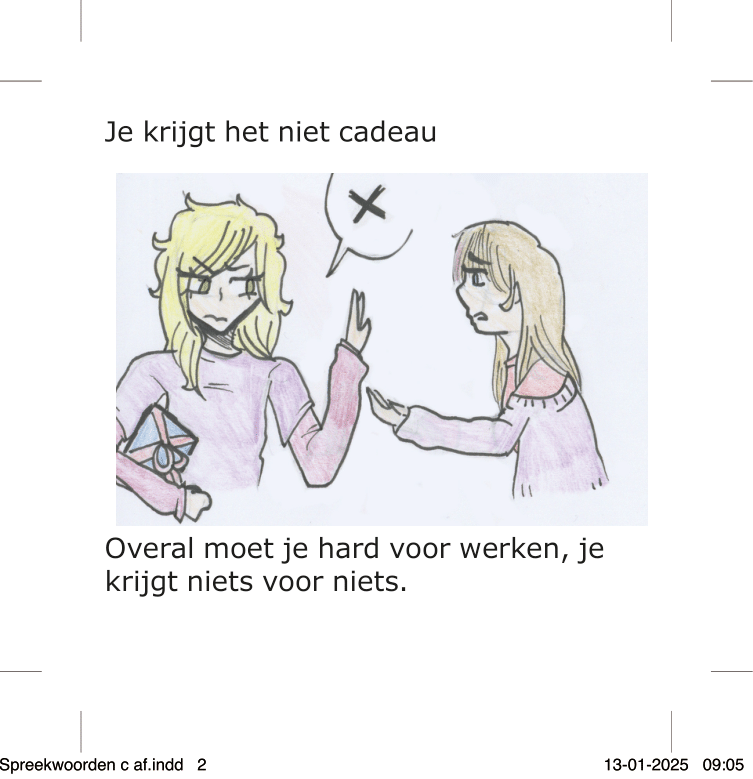 Je krijgt het niet cadeau
Overal moet je hard voor werken, je
krijgt niets voor niets.
Spreekwoorden c af.indd 2
13-01-2025 09:05